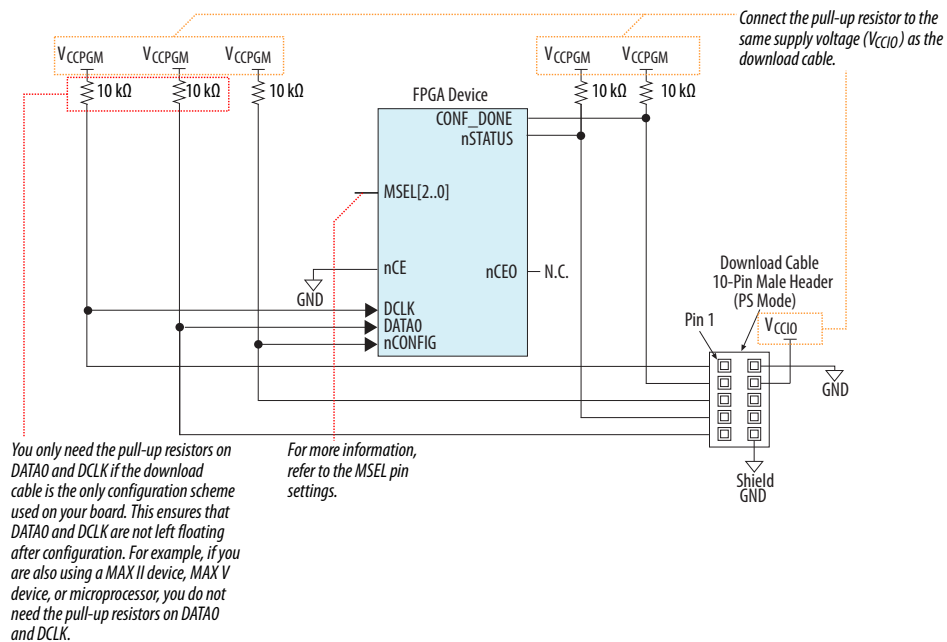 Connect the pull-up resistor to the
same supply voltage (VCCIO) as the
download cable.
VCCPGM
VCCPGM
VCCPGM
VCCPGM
VCCPGM
10 kΩ
10 kΩ
10 kΩ
10 kΩ
10 kΩ
FPGA Device
CONF_DONE
nSTATUS
MSEL[2..0]
nCE
nCEO
N.C.
GND
DCLK
DATA0
nCONFIG
Download Cable
10-Pin Male Header
(PS Mode)
Pin 1
VCCIO
GND
Shield
GND
You only need the pull-up resistors on
DATA0 and DCLK if the download
cable is the only configuration scheme
used on your board. This ensures that
DATA0 and DCLK are not left floating
after configuration. For example, if you
are also using a MAX II device, MAX V
device, or microprocessor, you do not
need the pull-up resistors on DATA0
and DCLK.
For more information,
refer to the MSEL pin
settings.